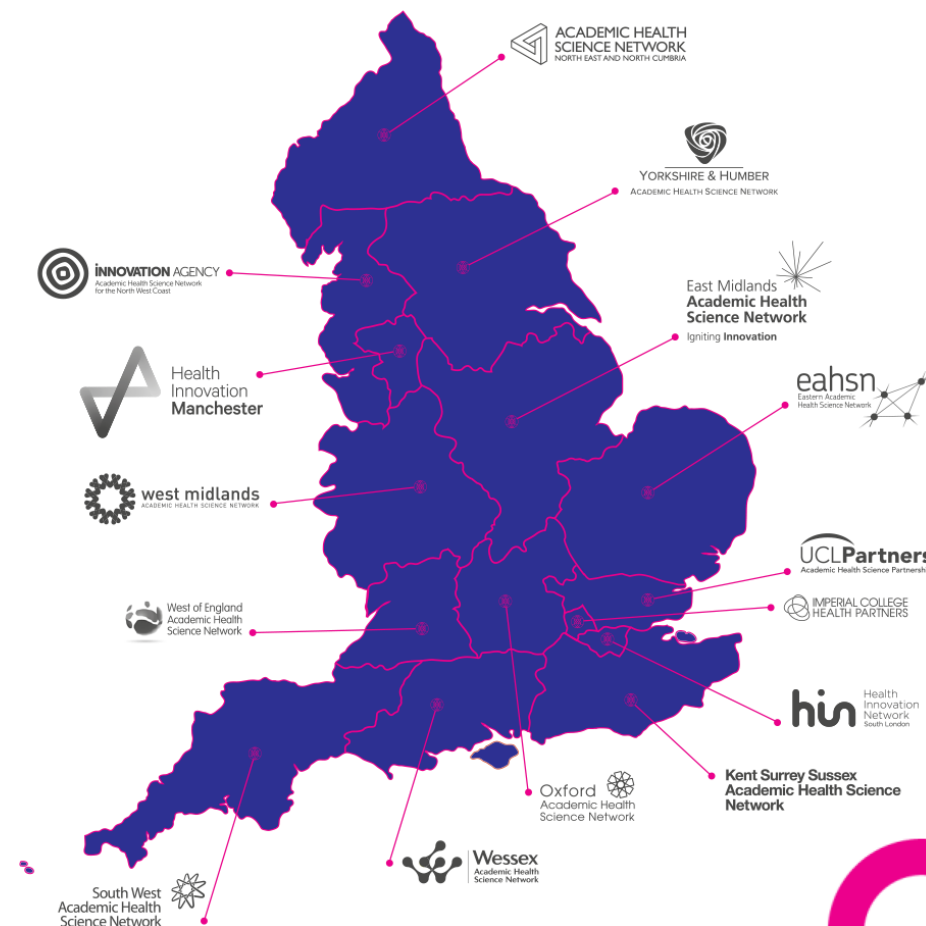 ACADEMIC HEALTH
SCIENCE NETWORK
NORTH EAST AND NORTH CUMBRIA
YORKSHIRE & HUMBER
ACADEMIC HEALTH SCIENCE NETWORK
INNOVATION AGENCY
Academic Health Science Network
for the North West Coast
East Midlands
Academic Health
Science Network
Igniting Innovation
Health
Innovation
Manchester
eahsn
Eastern Academic
Health Science Network
west midlands
ACADEMIC HEALTH SCIENCE NETWORK
UCLPartners
Academic Health Science Partnersh
IMPERIAL COLLEGE
HEALTH PARTNERS
West of England
Academic Health
Science Network
hin
Health
Innovation
Network
South London
Kent Surrey Sussex
Academic Health Science
Network
Oxford
Academic Health
Science Network
Wessex
Academic Health
Science Network
South West
Academic Health
Science Network